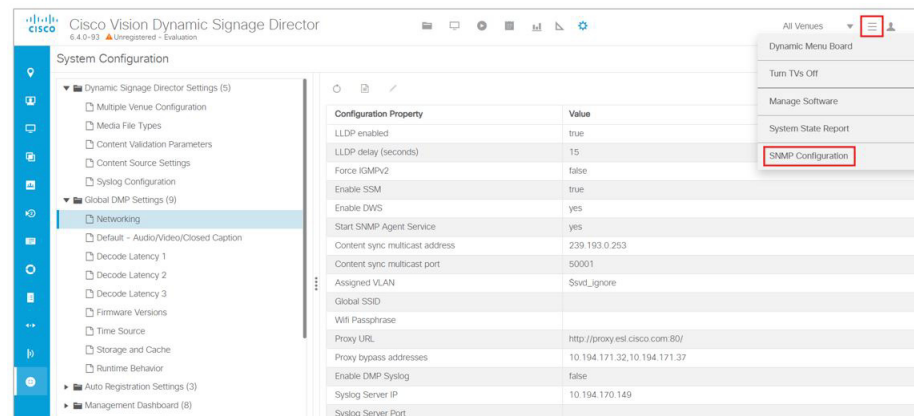 CISCO
Cisco Vision Dynamic Signage Director
6.4.0-93 Unregistered - Evaluation
All Venues
System Configuration
Dynamic Menu Board
Turn TVs Off
Manage Software
System State Report
SNMP Configuration
Dynamic Signage Director Settings (5)
Multiple Venue Configuration
Media File Types
Content Validation Parameters
Content Source Settings
Syslog Configuration
Global DMP Settings (9)
Networking
Default - Audio/Video/Closed Caption
Decode Latency 1
Decode Latency 2
Decode Latency 3
Firmware Versions
Time Source
Storage and Cache
Runtime Behavior
Auto Registration Settings (3)
Management Dashboard (8)
Configuration Property Value
LLDP enabled true
LLDP delay (seconds) 15
Force IGMPv2 false
Enable SSM true
Enable DWS yes
Start SNMP Agent Service yes
Content sync multicast address 239.193.0.253
Content sync multicast port 50001
Assigned VLAN $svd_ignore
Global SSID
Wifi Passphrase
Proxy URL http://proxy.esl.cisco.com:80/
Proxy bypass addresses 10.194.171.32,10.194.171.37
Enable DMP Syslog false
Syslog Server IP 10.194.170.149
Syslog Server Port